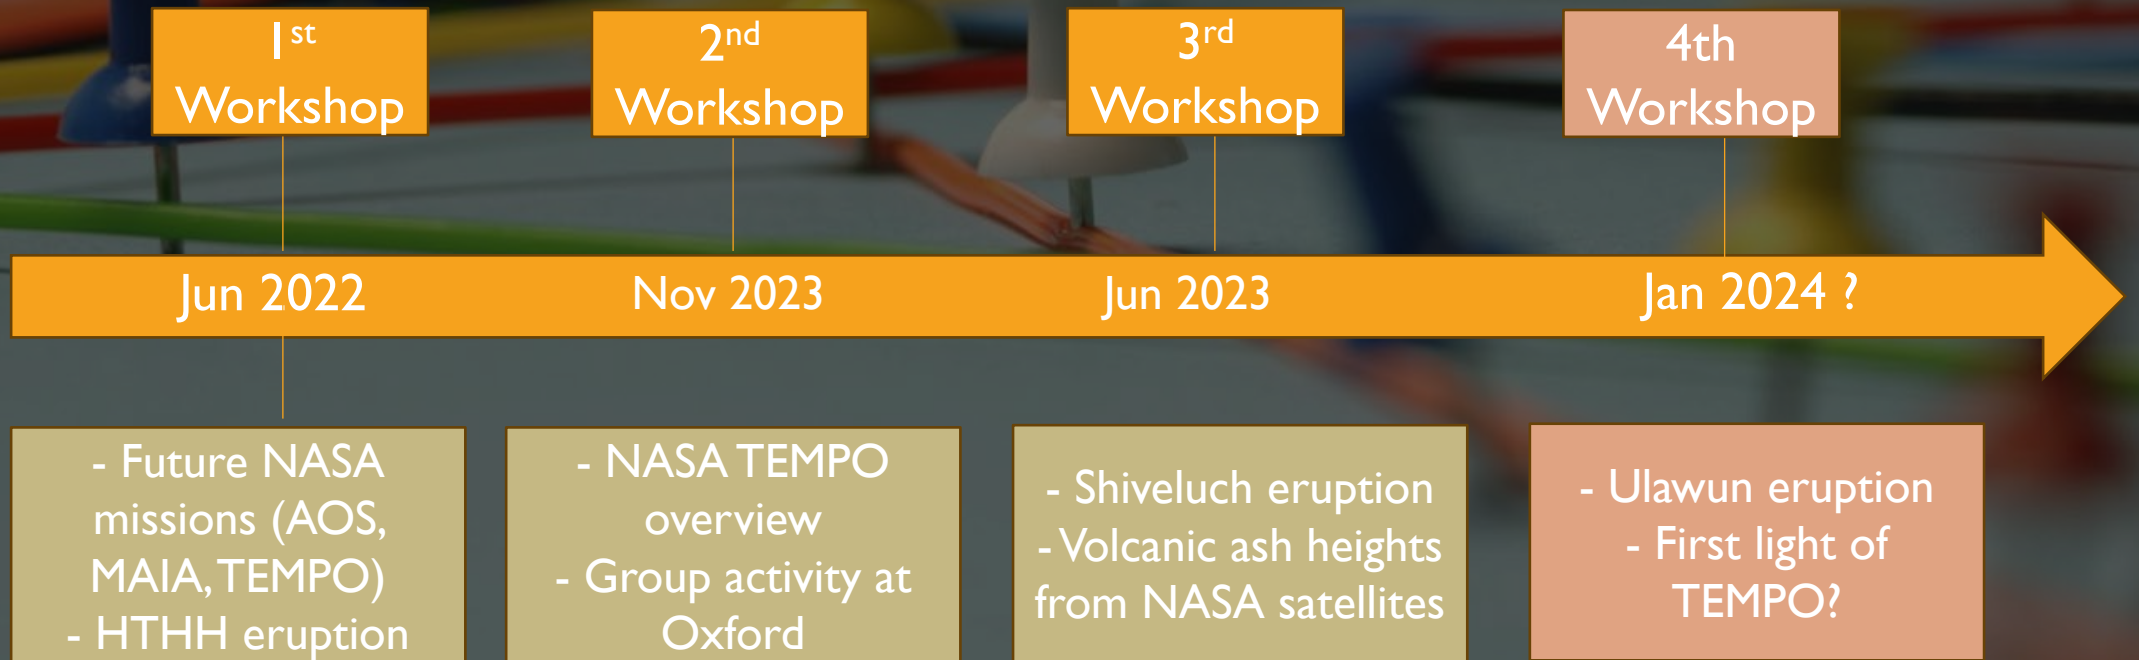 1st
Workshop
2nd
Workshop
3rd
Workshop
4th
Workshop
Jun 2022
Nov 2023
Jun 2023
Jan 2024 ?
- Future NASA
missions (AOS,
MAIA, TEMPO)
- HTHH eruption
- NASA TEMPO
overview
- Group activity at
Oxford
- Shiveluch eruption
- Volcanic ash heights
from NASA satellites
- Ulawun eruption
- First light of
TEMPO?